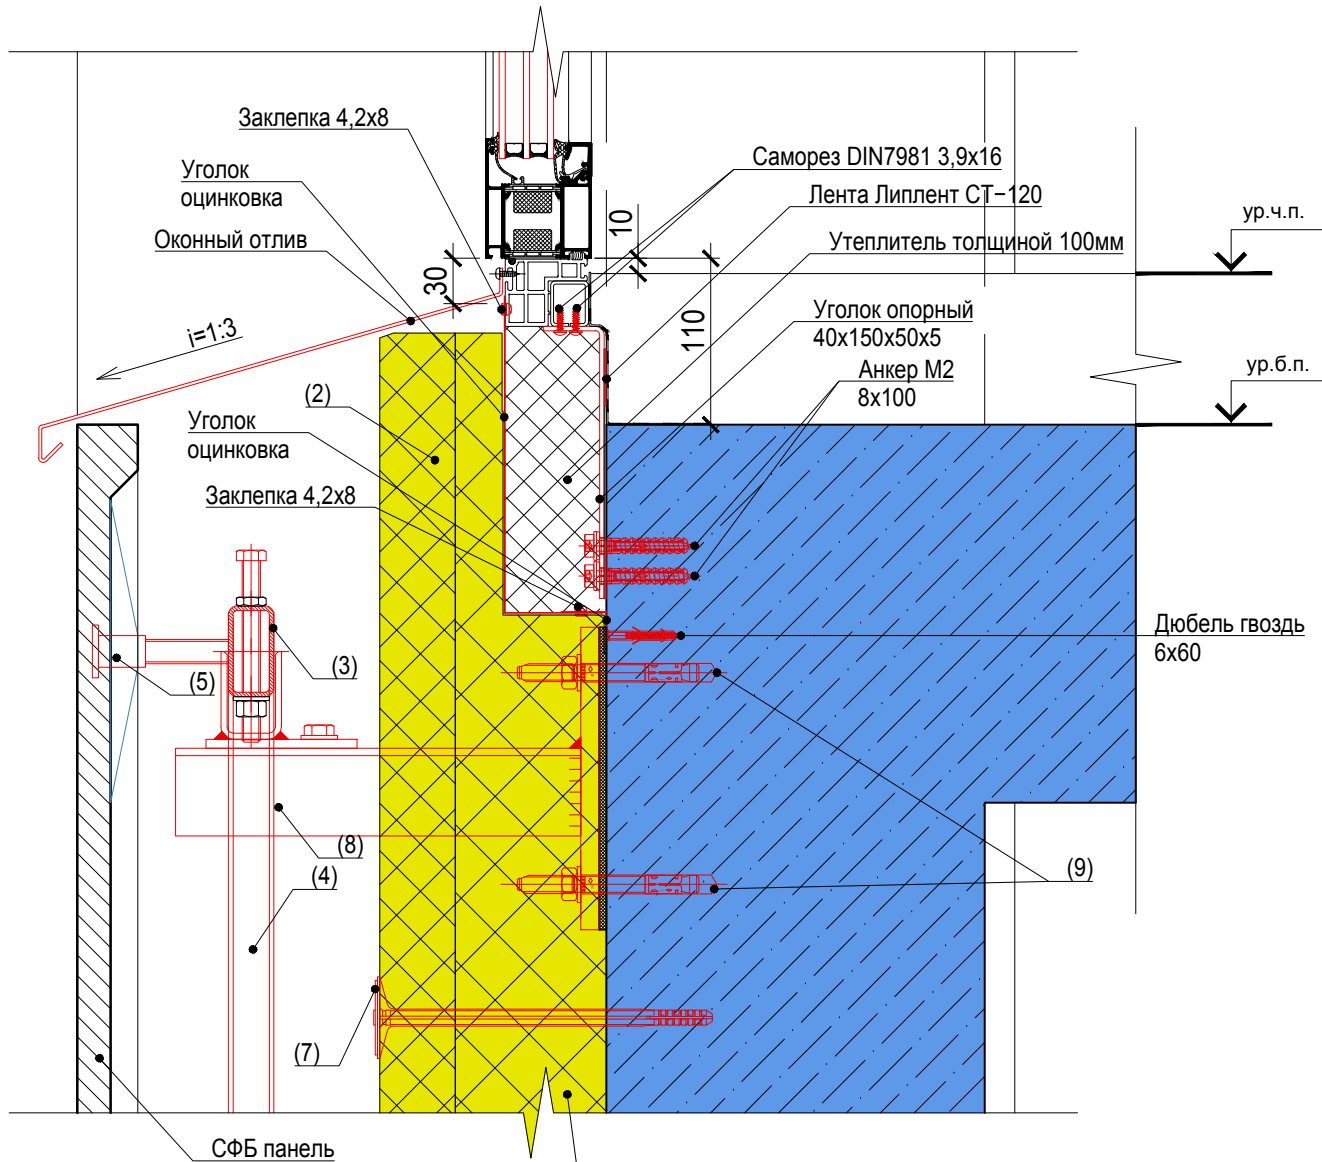 Заклепка 4,2х8
Уголок
оцинковка
Оконный отлив
30
i=1:3
(2)
Уголок
оцинковка
Заклепка 4,2х8
Саморез DIN7981 3,9х16
Лента Липлент СТ-120
Утеплитель толщиной 100мм
10
110
Уголок опорный
40х150х50х5
Анкер М2
8х100
ур.ч.п.
ур.б.п.
Дюбель гвоздь
6х60
(3)
(5)
(8)
(4)
(9)
(7)
СФБ панель